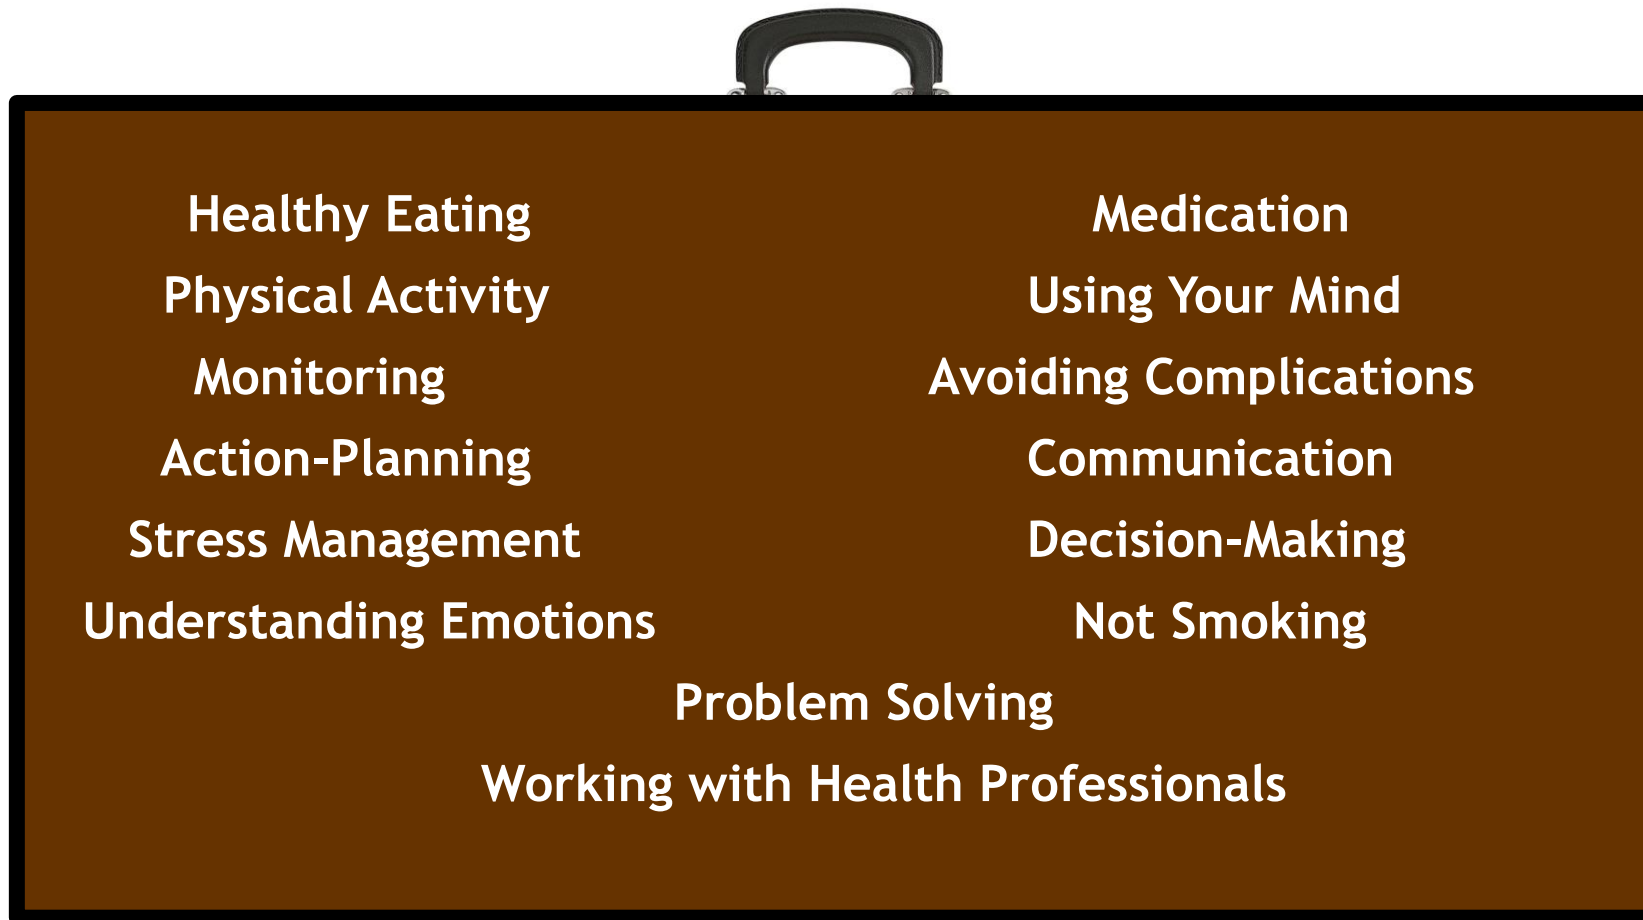 Healthy Eating Medication
Physical Activity Using Your Mind
Monitoring Avoiding Complications
Action-Planning Communication
Stress Management Decision-Making
Understanding Emotions Not Smoking
Problem Solving
Working with Health Professionals